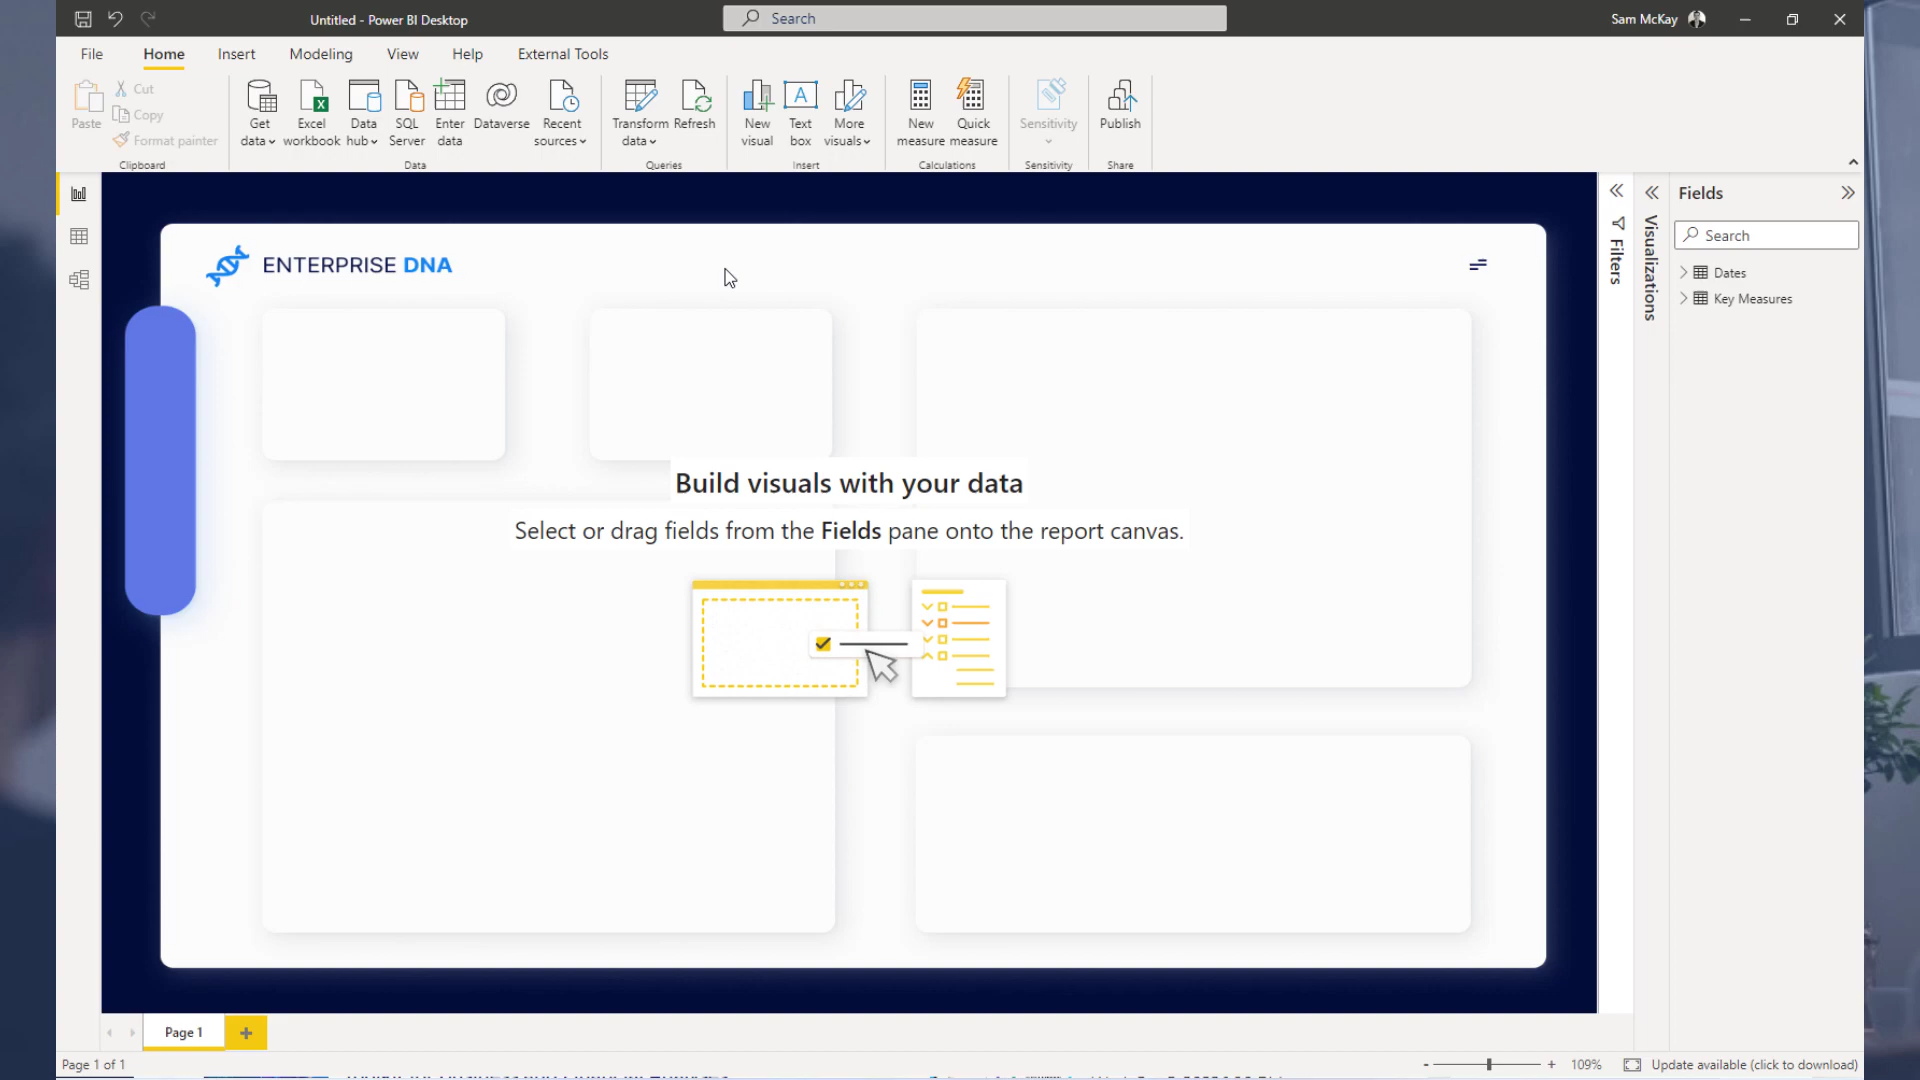 Untitled - Power BI Desktop
Search
Sam McKay
File
Home
Insert
Modeling
View
Help
External Tools
Paste
Cut
Copy
Format painter
Clipboard
Get data
Excel workbook
Data hub
SQL Server
Enter data
Dataverse
Recent sources
Data
Transform data
Refresh
Queries
New visual
Text box
More visuals
Insert
New measure
Quick measure
Calculations
Sensitivity
Sensitivity
Publish
Share
ENTERPRISE DNA
Build visuals with your data
Select or drag fields from the Fields pane onto the report canvas.
Filters
Visualizations
Fields
Search
Dates
Key Measures
Page 1
Page 1 of 1
109%
Update available (click to download)